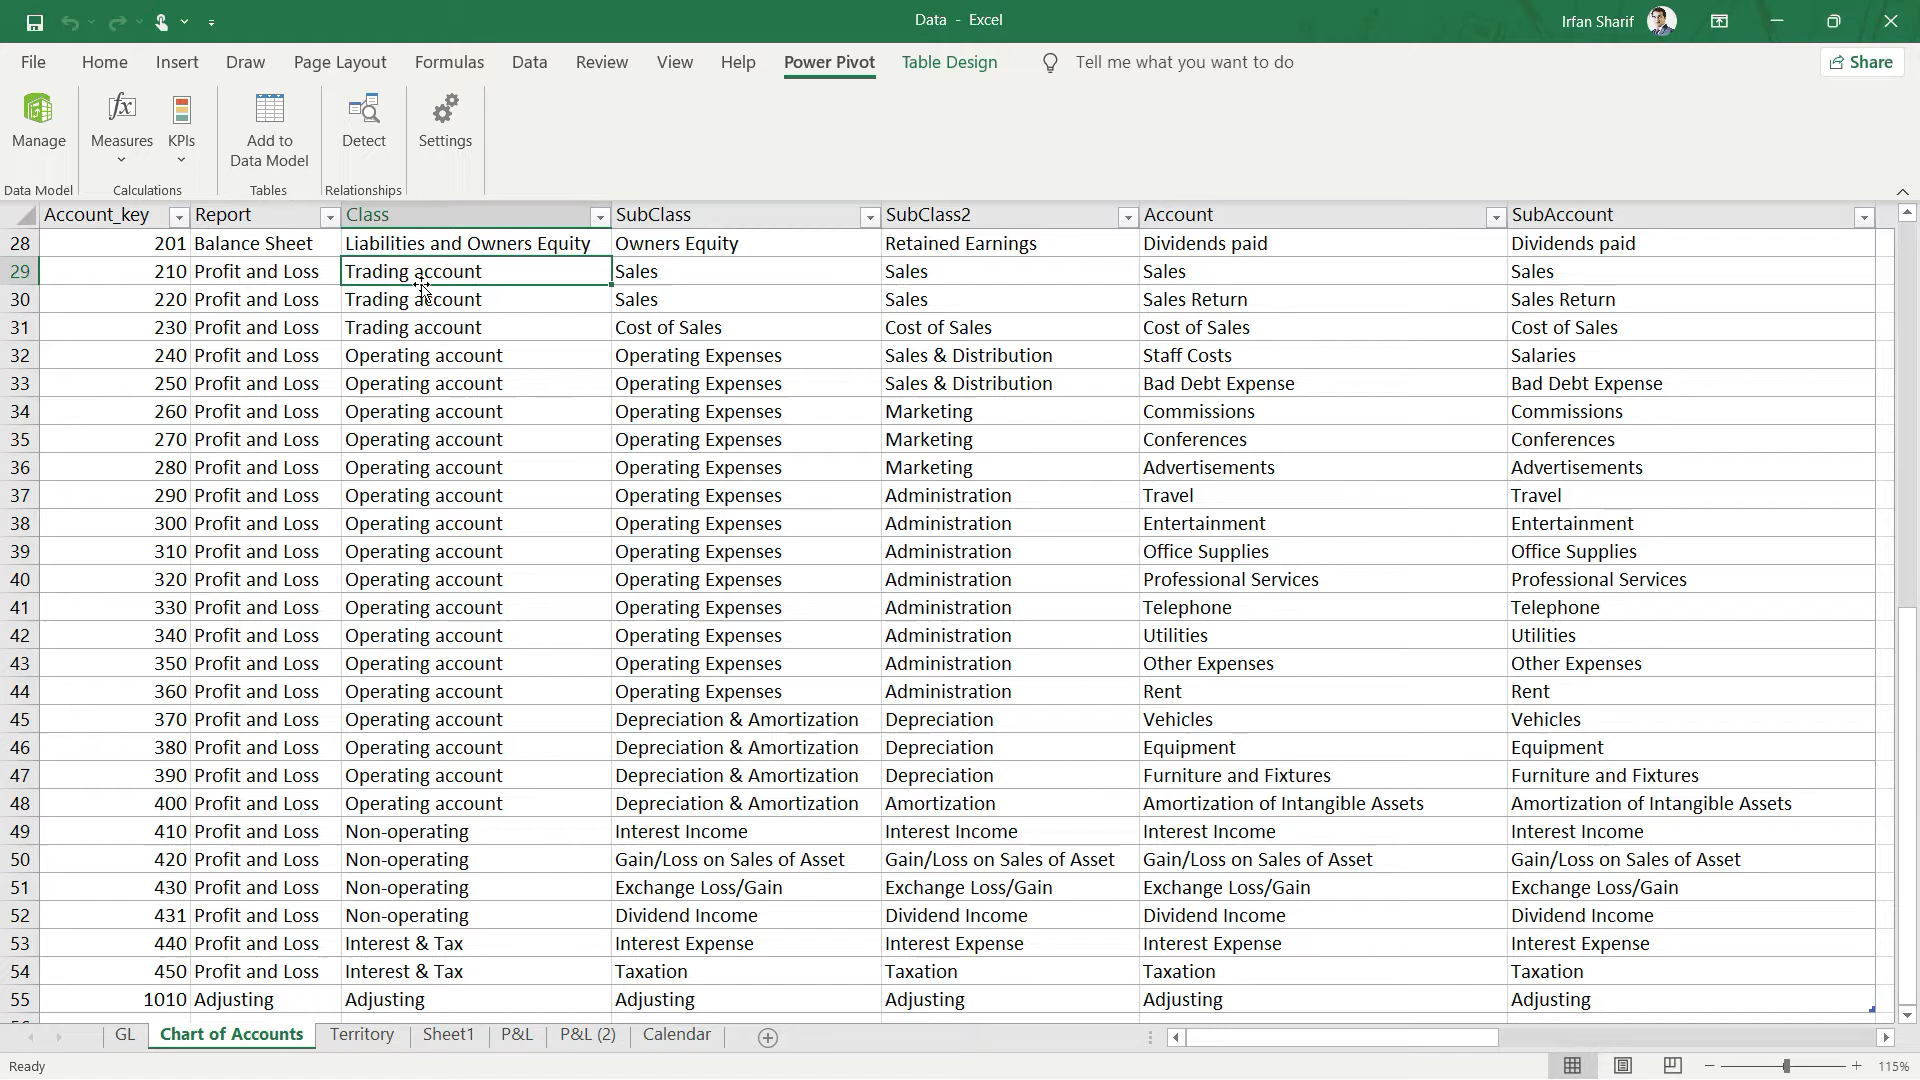 Data - Excel
Irfan Sharif
File Home Insert Draw Page Layout Formulas Data Review View Help Power Pivot Table Design Tell me what you want to do Share
Manage Measures KPIs Add to Data Model Detect Settings
Data Model Calculations Tables Relationships
Account_key Report Class SubClass SubClass2 Account SubAccount
28 201 Balance Sheet Liabilities and Owners Equity Owners Equity Retained Earnings Dividends paid Dividends paid
29 210 Profit and Loss Trading account Sales Sales Sales Sales
30 220 Profit and Loss Trading account Sales Sales Sales Return Sales Return
31 230 Profit and Loss Trading account Cost of Sales Cost of Sales Cost of Sales Cost of Sales
32 240 Profit and Loss Operating account Operating Expenses Sales & Distribution Staff Costs Salaries
33 250 Profit and Loss Operating account Operating Expenses Sales & Distribution Bad Debt Expense Bad Debt Expense
34 260 Profit and Loss Operating account Operating Expenses Marketing Commissions Commissions
35 270 Profit and Loss Operating account Operating Expenses Marketing Conferences Conferences
36 280 Profit and Loss Operating account Operating Expenses Marketing Advertisements Advertisements
37 290 Profit and Loss Operating account Operating Expenses Administration Travel Travel
38 300 Profit and Loss Operating account Operating Expenses Administration Entertainment Entertainment
39 310 Profit and Loss Operating account Operating Expenses Administration Office Supplies Office Supplies
40 320 Profit and Loss Operating account Operating Expenses Administration Professional Services Professional Services
41 330 Profit and Loss Operating account Operating Expenses Administration Telephone Telephone
42 340 Profit and Loss Operating account Operating Expenses Administration Utilities Utilities
43 350 Profit and Loss Operating account Operating Expenses Administration Other Expenses Other Expenses
44 360 Profit and Loss Operating account Operating Expenses Administration Rent Rent
45 370 Profit and Loss Operating account Depreciation & Amortization Depreciation Vehicles Vehicles
46 380 Profit and Loss Operating account Depreciation & Amortization Depreciation Equipment Equipment
47 390 Profit and Loss Operating account Depreciation & Amortization Depreciation Furniture and Fixtures Furniture and Fixtures
48 400 Profit and Loss Operating account Depreciation & Amortization Amortization Amortization of Intangible Assets Amortization of Intangible Assets
49 410 Profit and Loss Non-operating Interest Income Interest Income Interest Income Interest Income
50 420 Profit and Loss Non-operating Gain/Loss on Sales of Asset Gain/Loss on Sales of Asset Gain/Loss on Sales of Asset Gain/Loss on Sales of Asset
51 430 Profit and Loss Non-operating Exchange Loss/Gain Exchange Loss/Gain Exchange Loss/Gain Exchange Loss/Gain
52 431 Profit and Loss Non-operating Dividend Income Dividend Income Dividend Income Dividend Income
53 440 Profit and Loss Interest & Tax Interest Expense Interest Expense Interest Expense Interest Expense
54 450 Profit and Loss Interest & Tax Taxation Taxation Taxation Taxation
55 1010 Adjusting Adjusting Adjusting Adjusting Adjusting Adjusting
GL Chart of Accounts Territory Sheet1 P&L P&L (2) Calendar
Ready 115%